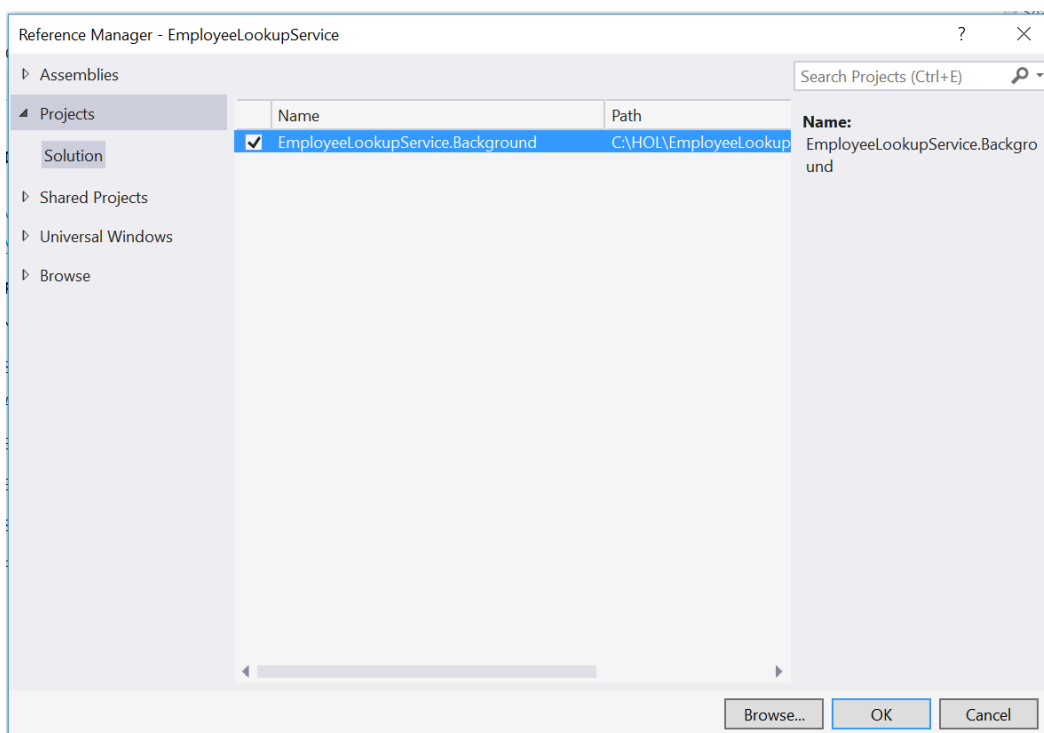 Reference Manager - EmployeeLookupService ?
Assemblies
Search Projects (Ctrl+E)
Projects
Name Path
Name:
EmployeeLookupService.Background C:\HOL\EmployeeLookup
EmployeeLookupService.Backgro
und
Solution
Shared Projects
Universal Windows
Browse
Browse... OK Cancel